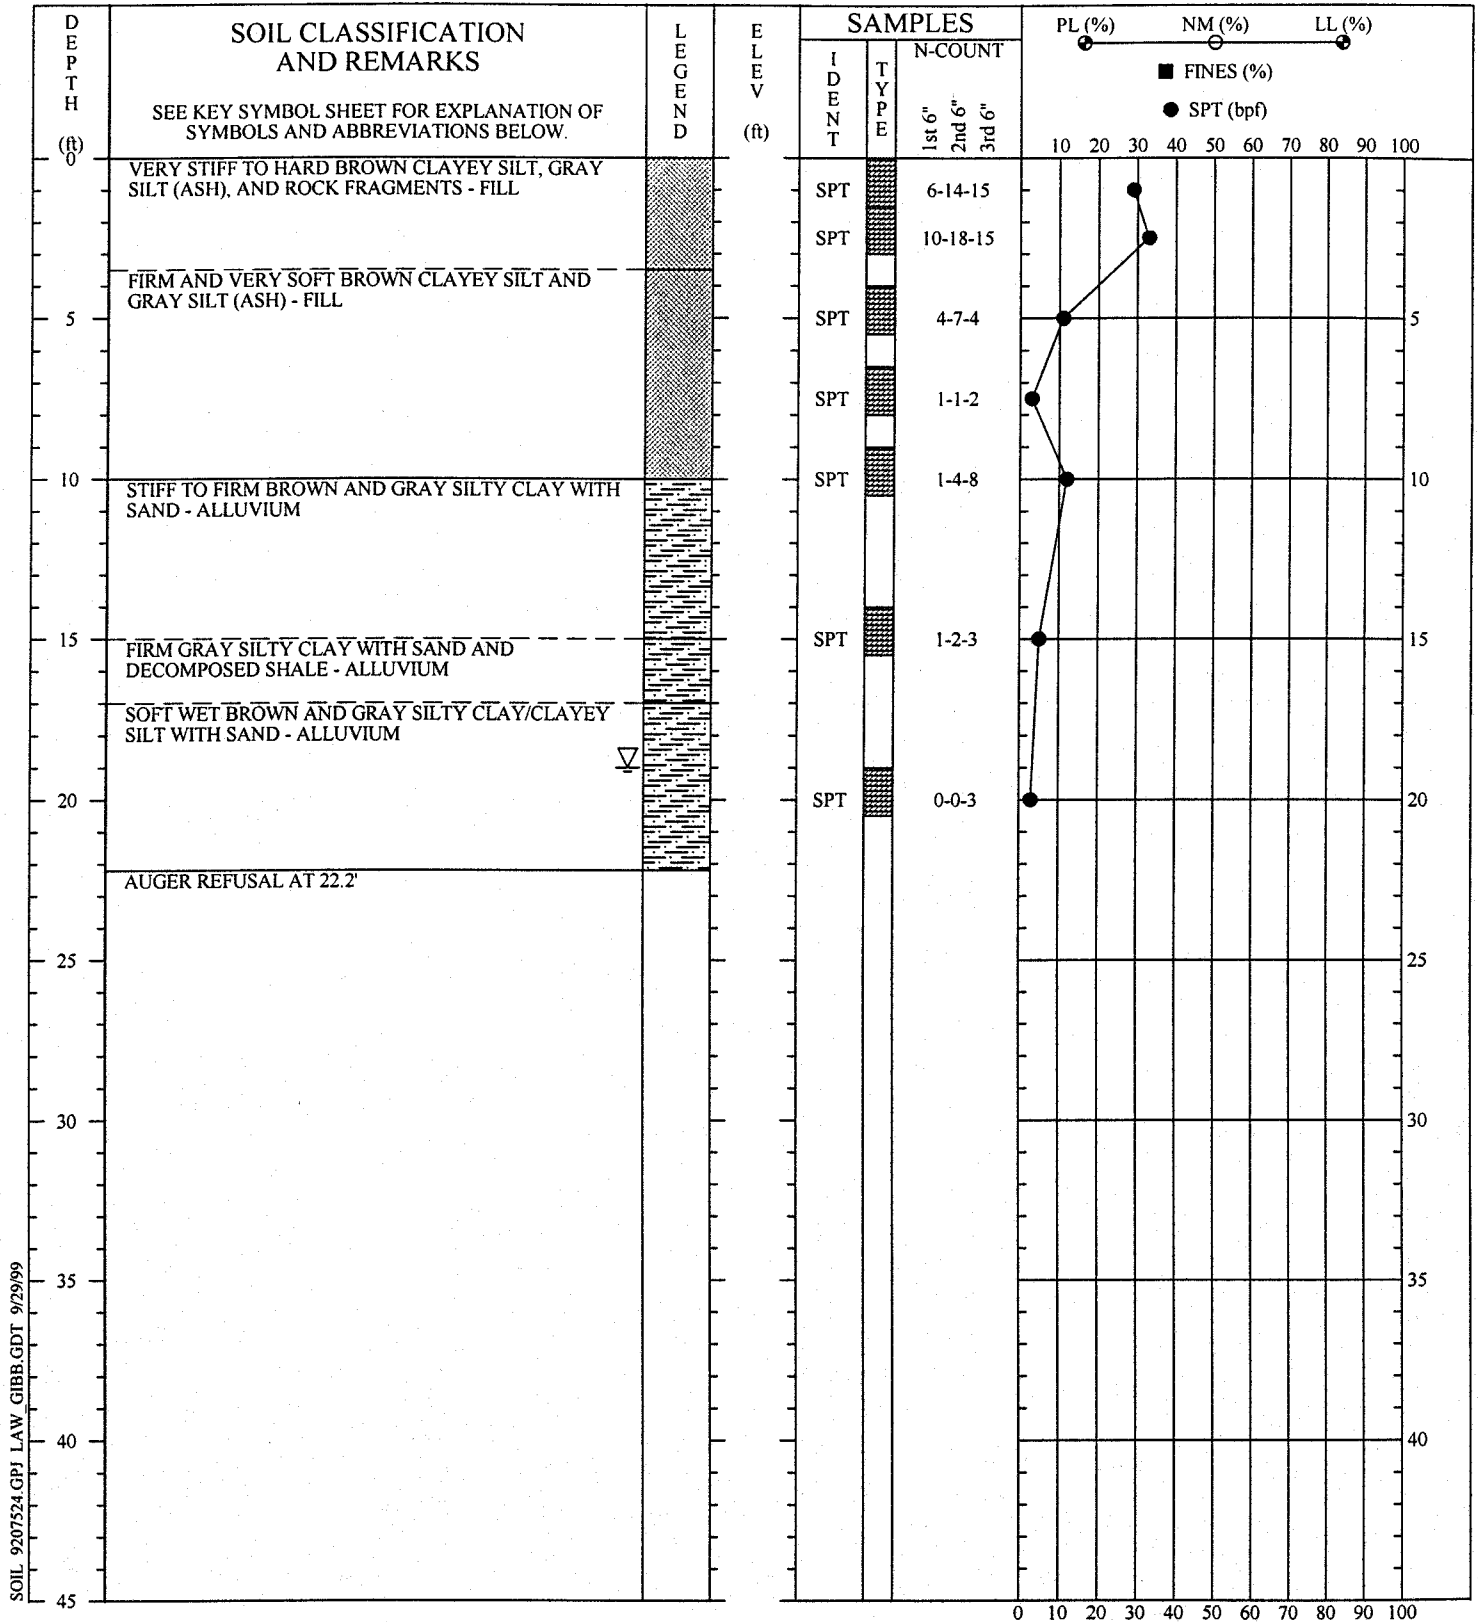 DEPTH (ft)
SOIL CLASSIFICATION
AND REMARKS
SEE KEY SYMBOL SHEET FOR EXPLANATION OF
SYMBOLS AND ABBREVIATIONS BELOW.
LEGEND
ELEV (ft)
SAMPLES
IDENT
TYPE
N-COUNT
1st 6"
2nd 6"
3rd 6"
PL (%) NM (%) LL (%)
FINES (%)
SPT (bpf)
10 20 30 40 50 60 70 80 90 100
0
VERY STIFF TO HARD BROWN CLAYEY SILT, GRAY
SILT (ASH), AND ROCK FRAGMENTS - FILL
SPT 6-14-15
SPT 10-18-15
FIRM AND VERY SOFT BROWN CLAYEY SILT AND
GRAY SILT (ASH) - FILL
5 SPT 4-7-4 5
SPT 1-1-2
10 SPT 1-4-8 10
STIFF TO FIRM BROWN AND GRAY SILTY CLAY WITH
SAND - ALLUVIUM
15 SPT 1-2-3 15
FIRM GRAY SILTY CLAY WITH SAND AND
DECOMPOSED SHALE - ALLUVIUM
SOFT WET BROWN AND GRAY SILTY CLAY/CLAYEY
SILT WITH SAND - ALLUVIUM
20 SPT 0-0-3 20
AUGER REFUSAL AT 22.2'
25 25
30 30
35 35
40 40
45
0 10 20 30 40 50 60 70 80 90 100
SOIL 9207524.GPJ LAW_GIBB.GDT 9/29/99